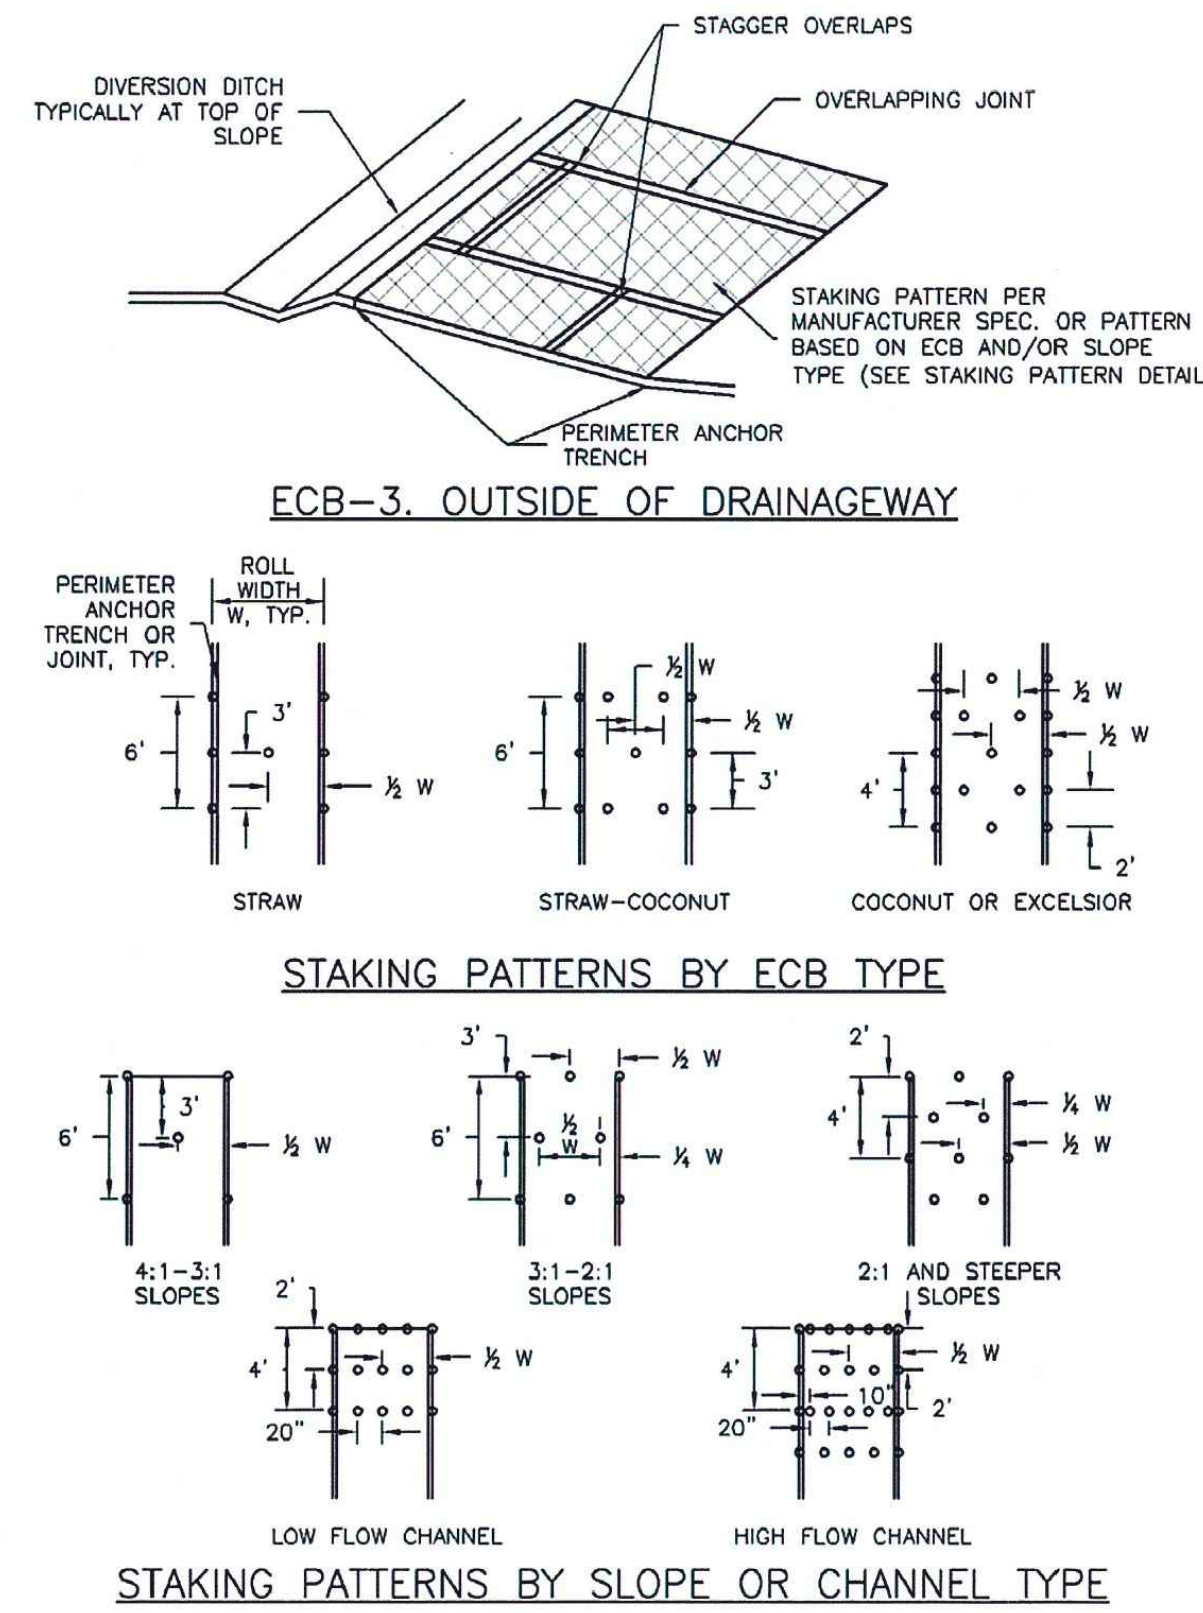 STAGGER OVERLAPS
DIVERSION DITCH
TYPICALLY AT TOP OF
SLOPE
OVERLAPPING JOINT
STAKING PATTERN PER
MANUFACTURER SPEC. OR PATTERN
BASED ON ECB AND/OR SLOPE
TYPE (SEE STAKING PATTERN DETAIL
PERIMETER ANCHOR
TRENCH
ECB-3. OUTSIDE OF DRAINAGEWAY
PERIMETER
ANCHOR
TRENCH OR
JOINT, TYP.
ROLL
WIDTH
W, TYP.
6'
3'
½ W
STRAW
½ W
½ W
6'
3'
STRAW-COCONUT
½ W
½ W
4'
2'
COCONUT OR EXCELSIOR
STAKING PATTERNS BY ECB TYPE
6'
3'
½ W
4:1-3:1
SLOPES
3'
½ W
6'
½
W
¼ W
3:1-2:1
SLOPES
2'
4'
¼ W
½ W
2:1 AND STEEPER
SLOPES
2'
4'
½ W
20"
LOW FLOW CHANNEL
4'
½ W
10"
2'
20"
HIGH FLOW CHANNEL
STAKING PATTERNS BY SLOPE OR CHANNEL TYPE